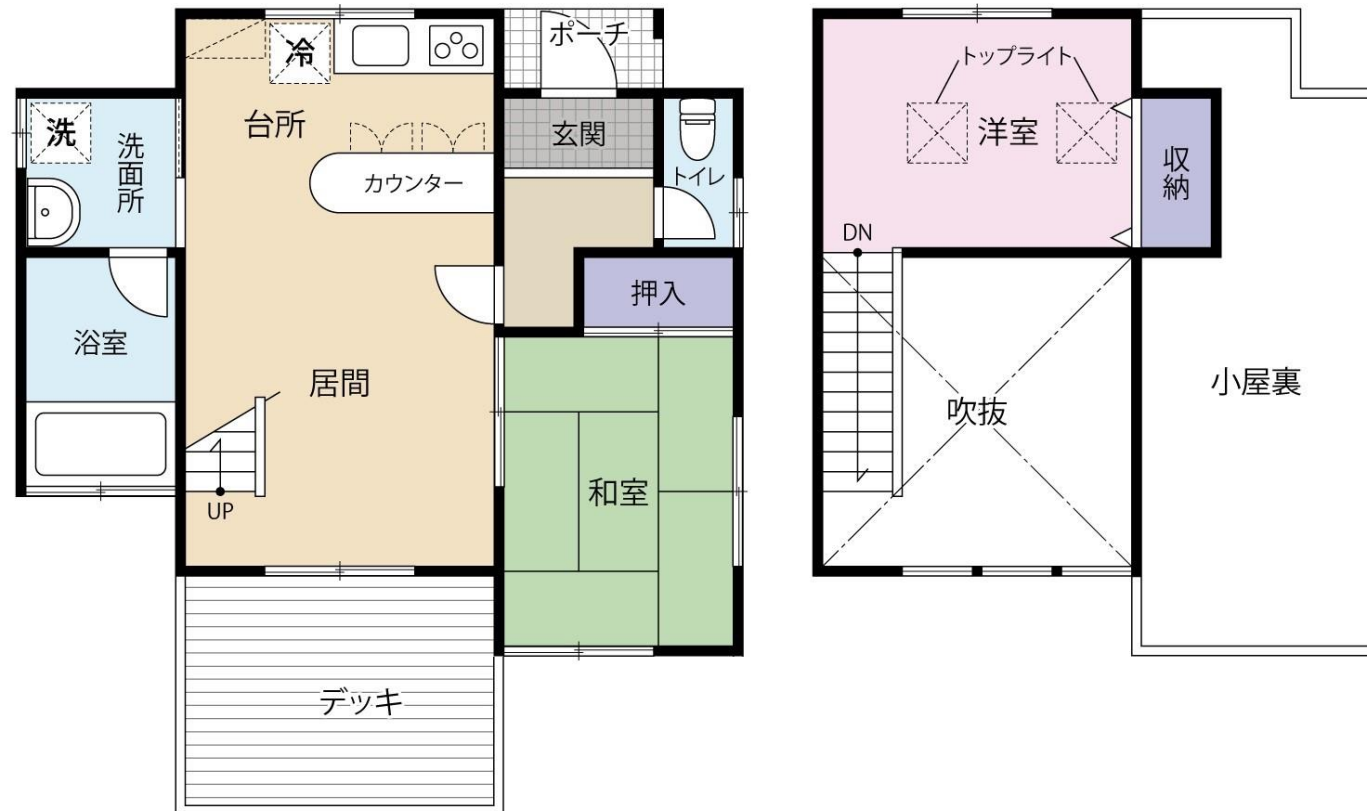 ポーチ
冷
台所
玄関
トイレ
洗
洗面所
カウンター
押入
浴室
居間
和室
UP
デッキ
トップライト
洋室
収納
DN
吹抜
小屋裏